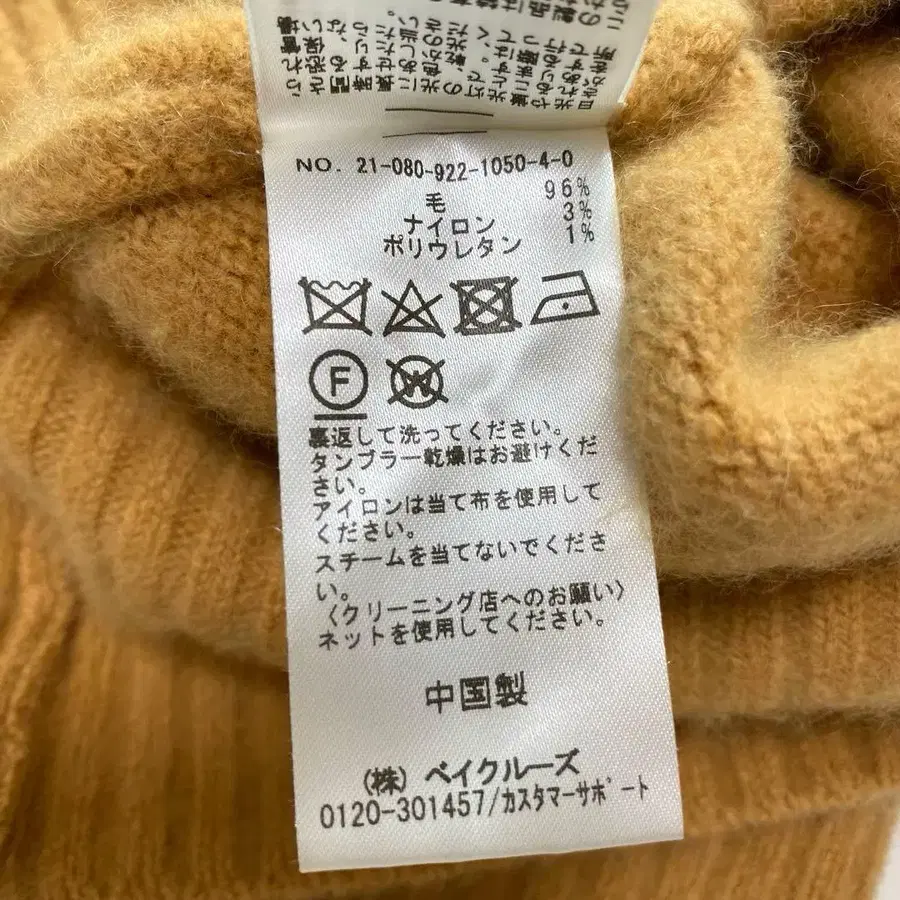 NO. 21-080-922-1050-4-0
毛 96%
ナイロン 3%
ポリウレタン 1%
F
W
裏返して洗ってください。
タンブラー乾燥はお避けくだ
さい。
アイロンは当て布を使用して
ください。
スチームを当てないでくださ
い。
〈クリーニング店へのお願い〉
ネットを使用してください。
中国製
(株) ベイクルーズ
0120-301457/カスタマーサポート